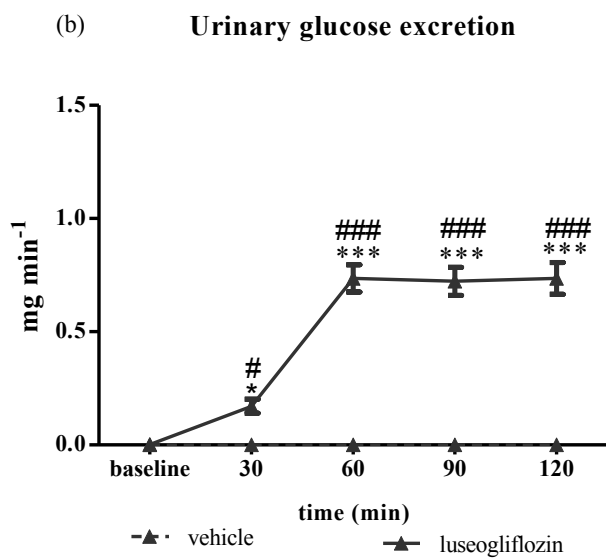 (b) Urinary glucose excretion
1.5
1.0
0.5
0.0
mg min⁻¹
#
*
###
***
###
***
###
***
baseline 30 60 90 120
time (min)
vehicle luseogliflozin